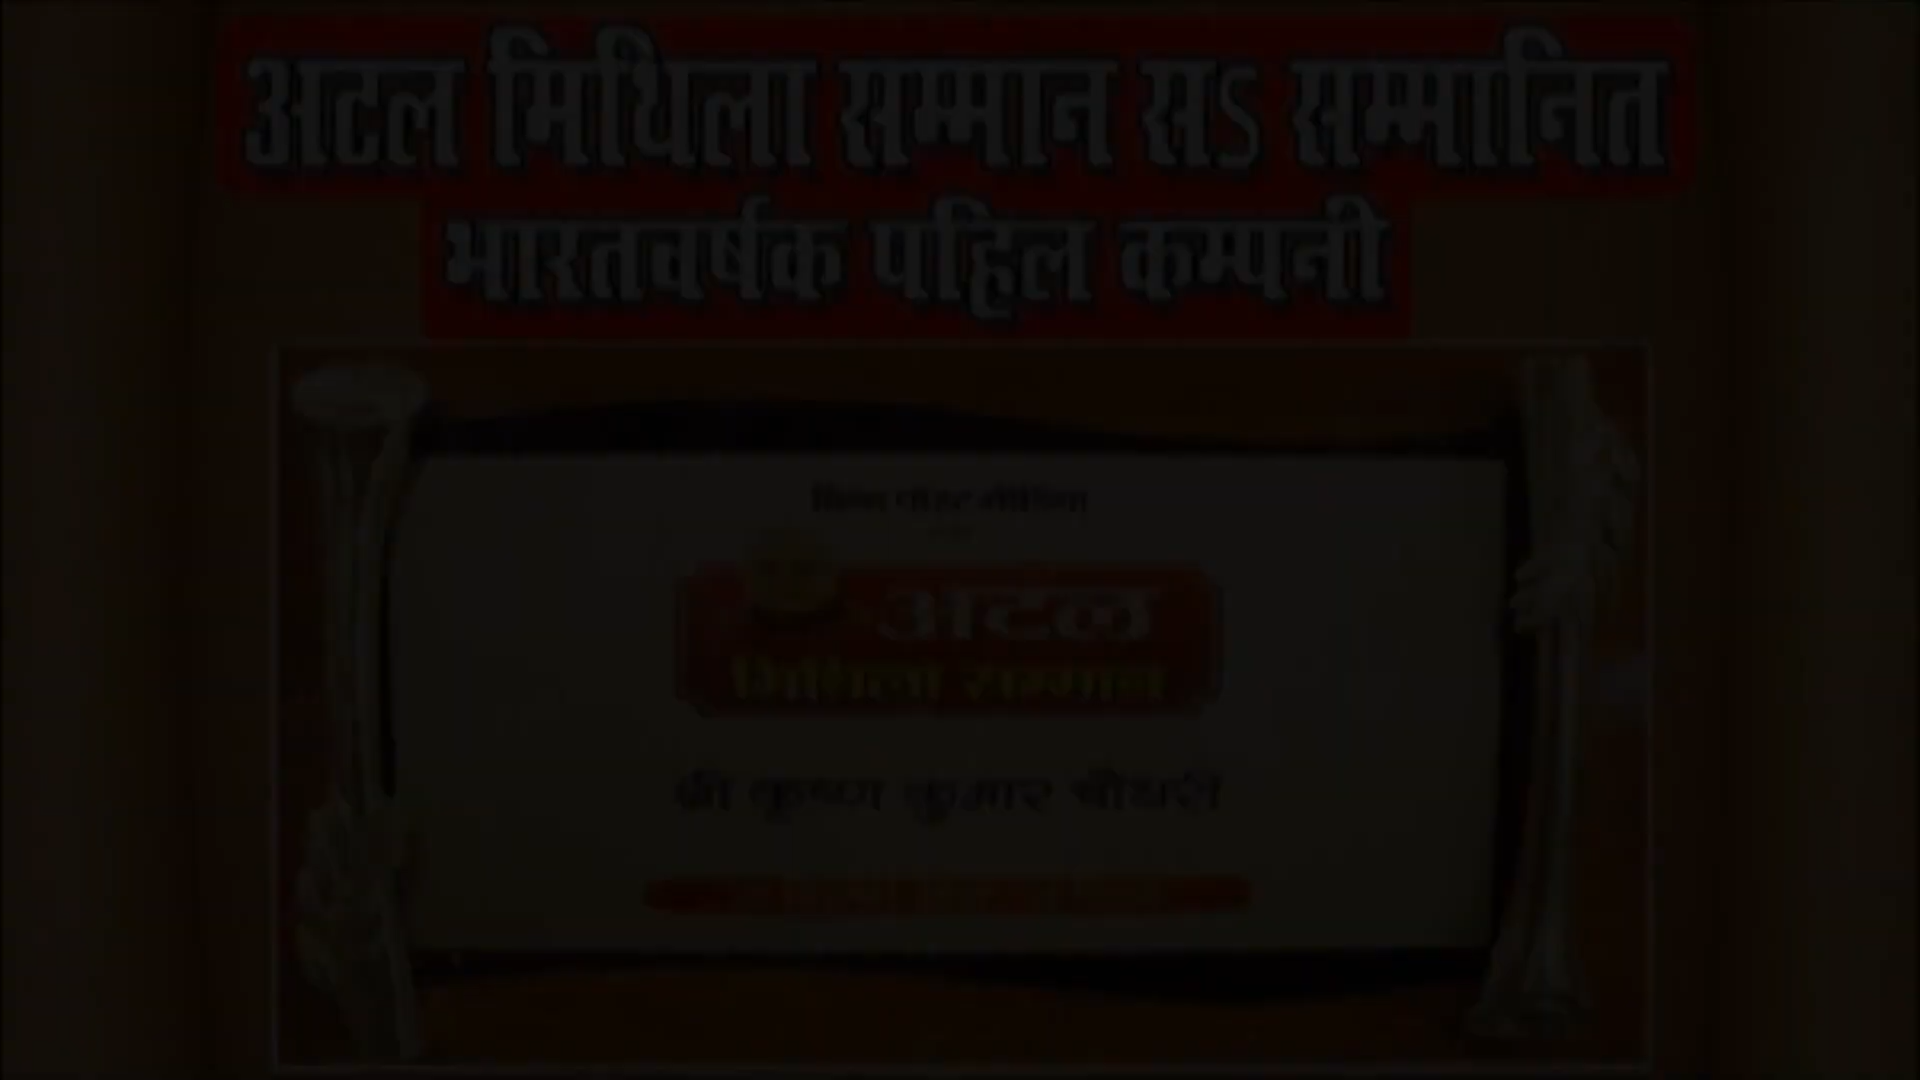 अटल मिथिला सम्मान सऽ सम्मानित
भारतवर्षक पहिल कम्पनी
अटल
मिथिला सम्मान
श्री कृष्ण कुमार चौधरी